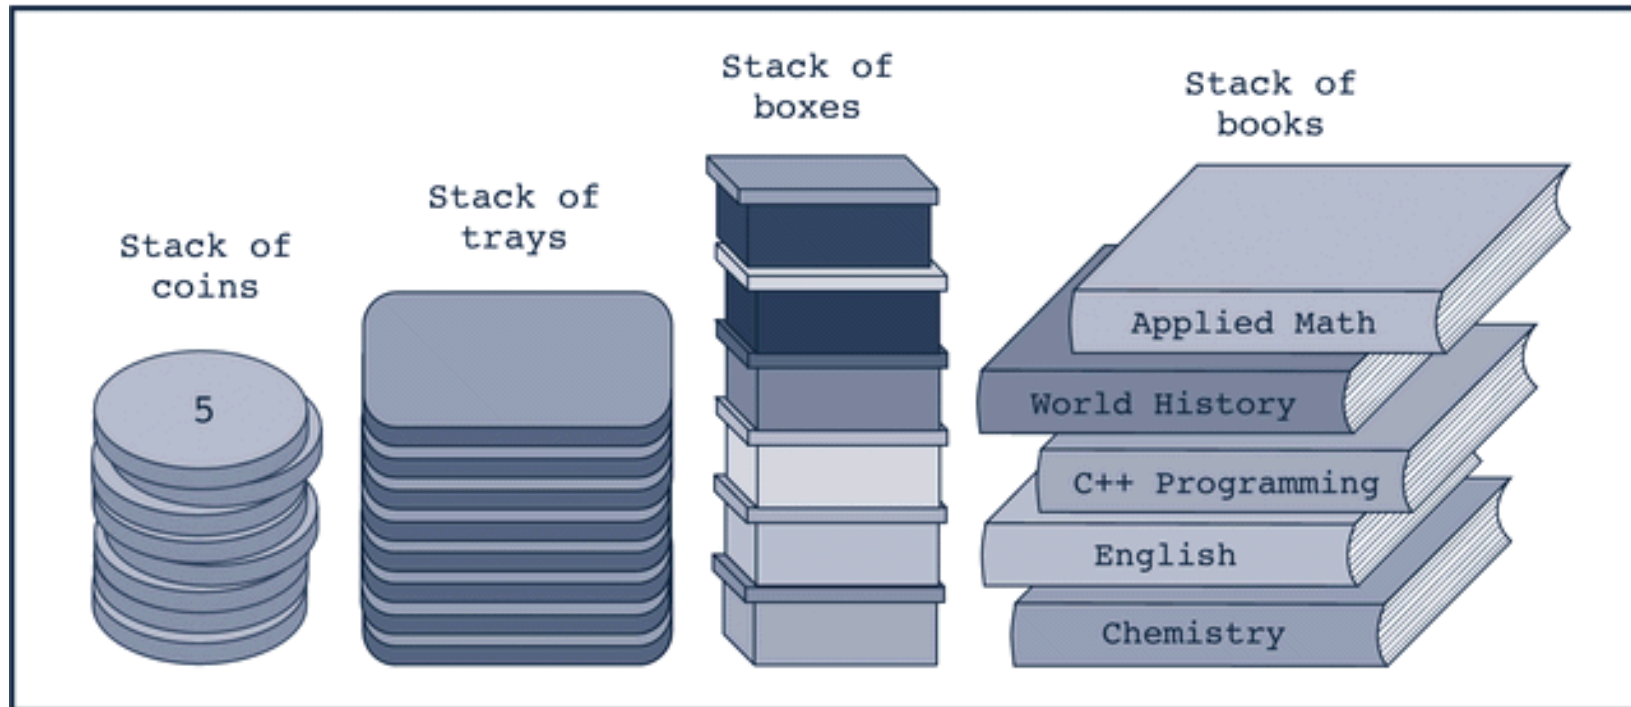 Stack of
coins
Stack of
trays
Stack of
boxes
Stack of
books
5
Applied Math
World History
C++ Programming
English
Chemistry